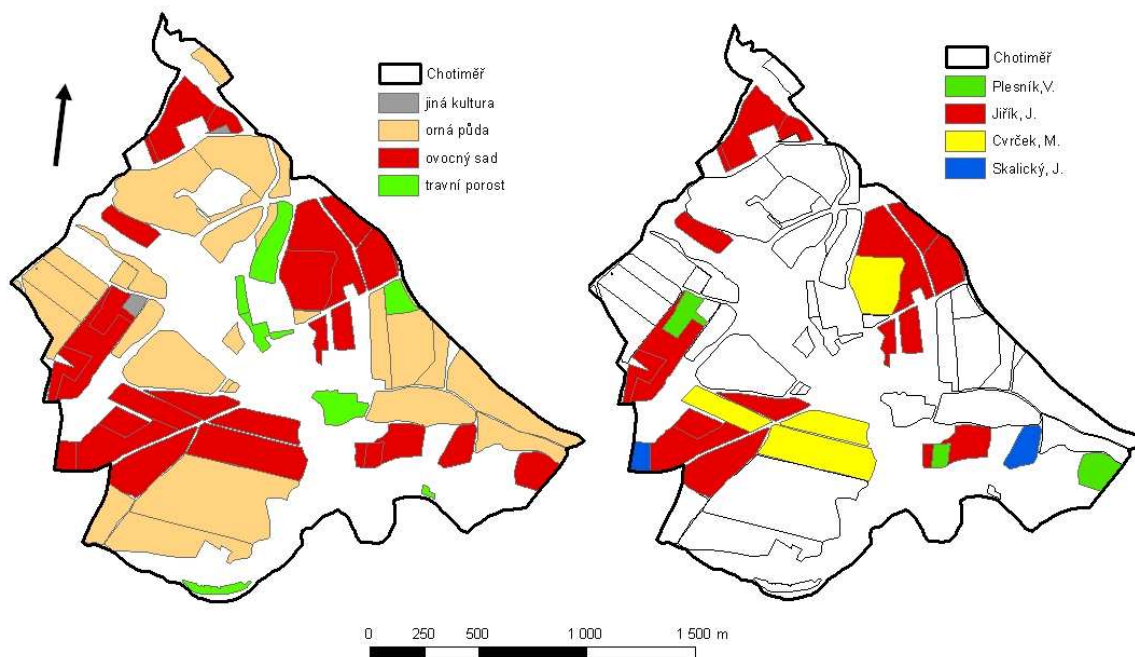 Chotiměř
jiná kultura
orná půda
ovocný sad
travní porost
Chotiměř
Plesník,V.
Jiřík, J.
Cvrček, M.
Skalický, J.
0 250 500 1 000 1 500 m